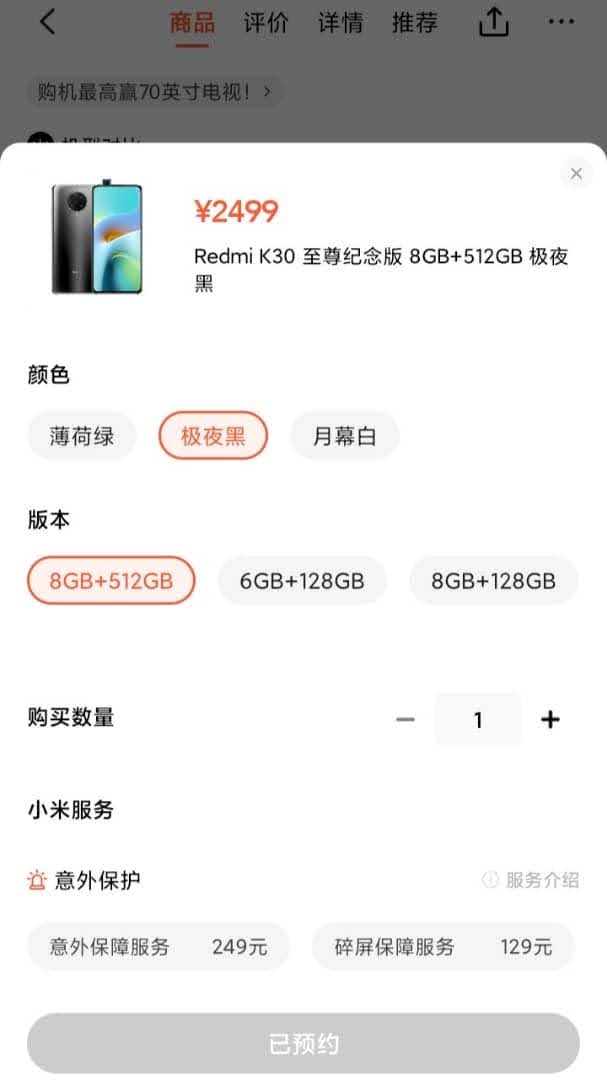 商品 评价 详情 推荐
购机最高赢70英寸电视！
机型对比
¥2499
Redmi K30 至尊纪念版 8GB+512GB 极夜
黑
颜色
薄荷绿 极夜黑 月幕白
版本
8GB+512GB 6GB+128GB 8GB+128GB
购买数量 1
小米服务
意外保护 服务介绍
意外保障服务 249元 碎屏保障服务 129元
已预约